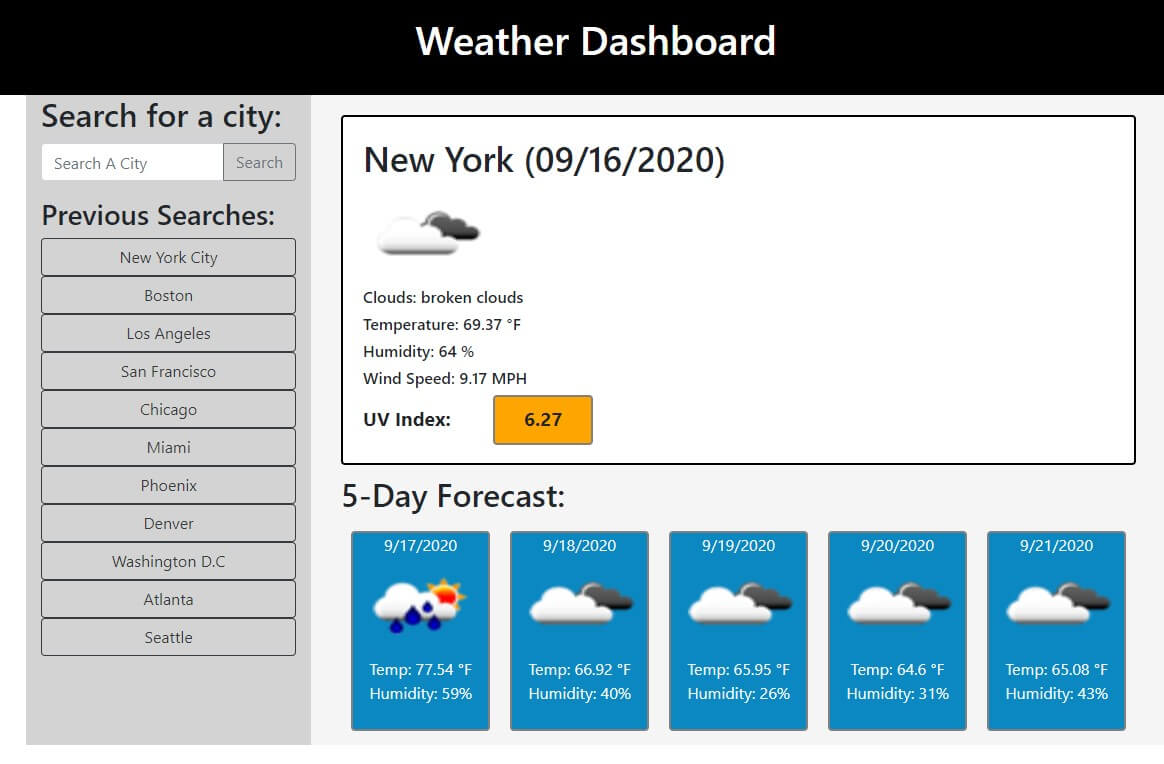 Weather Dashboard
Search for a city:
Search A City
Search
Previous Searches:
New York City
Boston
Los Angeles
San Francisco
Chicago
Miami
Phoenix
Denver
Washington D.C
Atlanta
Seattle
New York (09/16/2020)
Clouds: broken clouds
Temperature: 69.37 °F
Humidity: 64 %
Wind Speed: 9.17 MPH
UV Index: 6.27
5-Day Forecast:
9/17/2020
Temp: 77.54 °F
Humidity: 59%
9/18/2020
Temp: 66.92 °F
Humidity: 40%
9/19/2020
Temp: 65.95 °F
Humidity: 26%
9/20/2020
Temp: 64.6 °F
Humidity: 31%
9/21/2020
Temp: 65.08 °F
Humidity: 43%